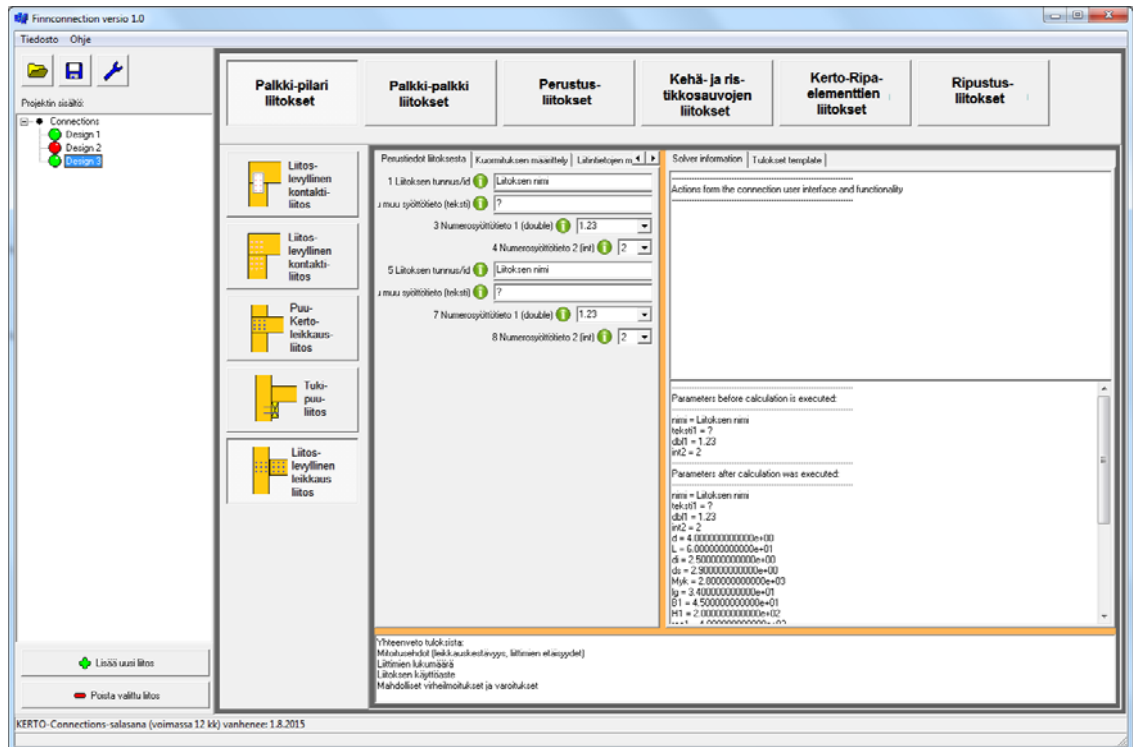 Finnconnection versio 1.0
Tiedosto Ohje
Projektin sisältö:
Connections
Design 1
Design 2
Design 3
Lisää uusi liitos
Poista valittu liitos
Palkki-pilari
liitokset
Palkki-palkki
liitokset
Perustus-
liitokset
Kehä- ja ris-
tikkosauvojen
liitokset
Kerto-Ripa-
elementtien
liitokset
Ripustus-
liitokset
Liitos-
levyllinen
kontakti-
liitos
Liitos-
levyllinen
kontakti-
liitos
Puu-
Kerto-
leikkaus-
liitos
Tuki-
puu-
liitos
Liitos-
levyllinen
leikkaus
liitos
Perustiedot liitoksesta Kuormituksen määrittely Liitintietojen m
1 Liitoksen tunnus/id Liitoksen nimi
u muu syöttötieto (teksti) ?
3 Numerosyöttötieto 1 (double) 1.23
4 Numerosyöttötieto 2 (int) 2
5 Liitoksen tunnus/id Liitoksen nimi
u muu syöttötieto (teksti) ?
7 Numerosyöttötieto 1 (double) 1.23
8 Numerosyöttötieto 2 (int) 2
Solver information Tulokset template
Actions form the connection user interface and functionality
Parameters before calculation is executed:
nimi = Liitoksen nimi
teksti1 = ?
dbl1 = 1.23
int2 = 2
Parameters after calculation was executed:
nimi = Liitoksen nimi
teksti1 = ?
dbl1 = 1.23
int2 = 2
d = 4.000000000000e+00
L = 6.000000000000e+01
di = 2.500000000000e+00
ds = 2.900000000000e+00
Myk = 2.800000000000e+03
lg = 3.400000000000e+01
B1 = 4.500000000000e+01
H1 = 2.000000000000e+02
Yhteenveto tuloksista:
Mitoitusehdot (leikkauskestävyys, liittimien etäisyydet)
Liittimien lukumäärä
Liitoksen käyttöaste
Mahdolliset virheilmoitukset ja varoitukset
KERTO-Connections-salasana (voimassa 12 kk) vanhenee: 1.8.2015